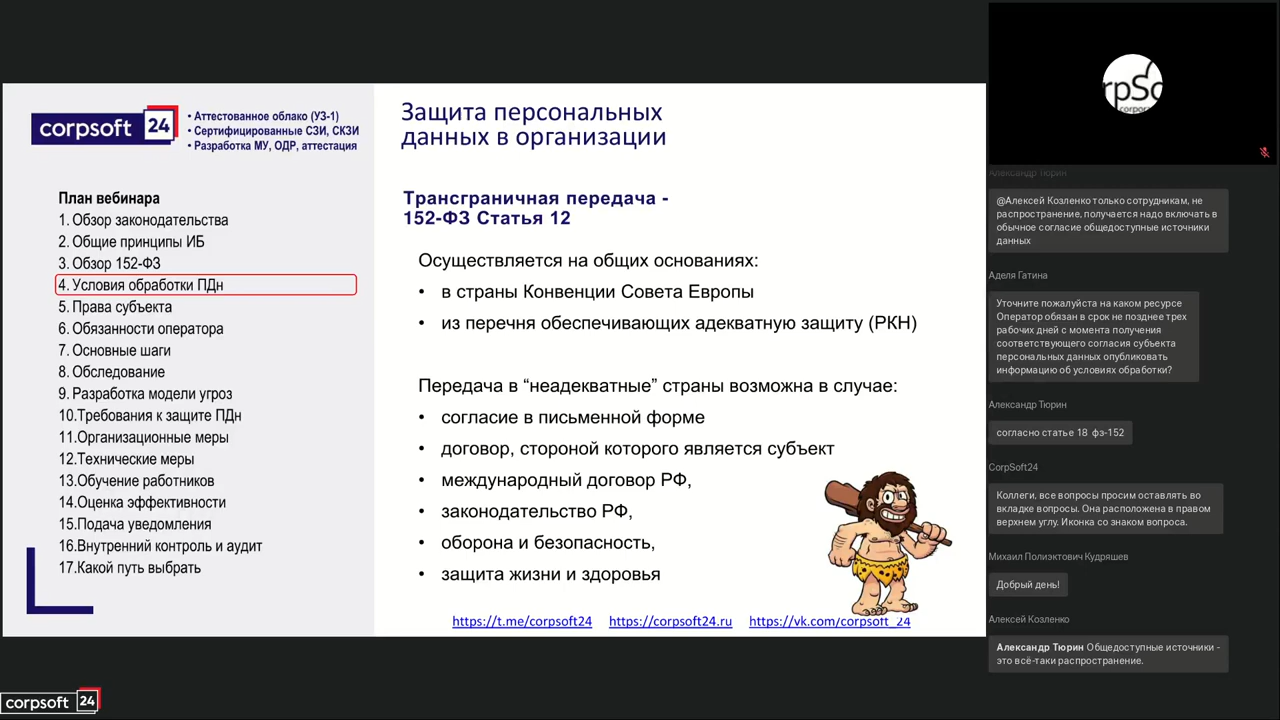 corpsoft 24
• Аттестованное облако (УЗ-1)
• Сертифицированные СЗИ, СКЗИ
• Разработка МУ, ОДР, аттестация
План вебинара
1. Обзор законодательства
2. Общие принципы ИБ
3. Обзор 152-ФЗ
4. Условия обработки ПДн
5. Права субъекта
6. Обязанности оператора
7. Основные шаги
8. Обследование
9. Разработка модели угроз
10.Требования к защите ПДн
11.Организационные меры
12.Технические меры
13.Обучение работников
14.Оценка эффективности
15.Подача уведомления
16.Внутренний контроль и аудит
17.Какой путь выбрать
Защита персональных
данных в организации
Трансграничная передача -
152-ФЗ Статья 12
Осуществляется на общих основаниях:
• в страны Конвенции Совета Европы
• из перечня обеспечивающих адекватную защиту (РКН)
Передача в “неадекватные” страны возможна в случае:
• согласие в письменной форме
• договор, стороной которого является субъект
• международный договор РФ,
• законодательство РФ,
• оборона и безопасность,
• защита жизни и здоровья
https://t.me/corpsoft24 https://corpsoft24.ru https://vk.com/corpsoft_24
corpsoft 24
Александр Тюрин
@Алексей Козленко только сотрудникам, не
распространение, получается надо включать в
обычное согласие общедоступные источники
данных
Аделя Гатина
Уточните пожалуйста на каком ресурсе
Оператор обязан в срок не позднее трех
рабочих дней с момента получения
соответствующего согласия субъекта
персональных данных опубликовать
информацию об условиях обработки?
Александр Тюрин
согласно статье 18 фз-152
CorpSoft24
Коллеги, все вопросы просим оставлять во
вкладке вопросы. Она расположена в правом
верхнем углу. Иконка со знаком вопроса.
Михаил Полиэктович Кудряшев
Добрый день!
Алексей Козленко
Александр Тюрин Общедоступные источники -
это всё-таки распространение.